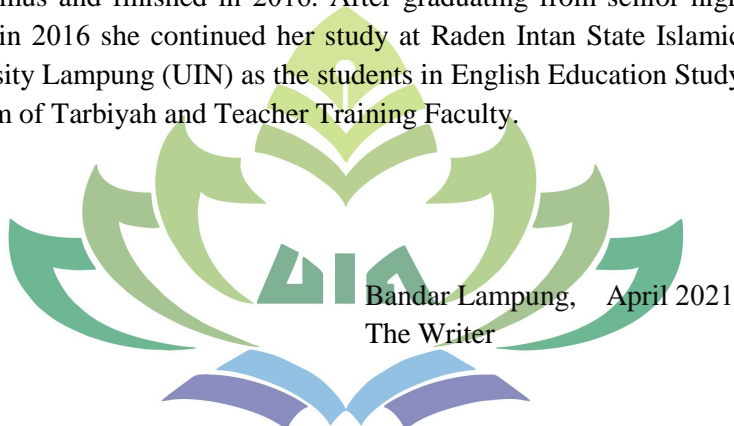 and finished in 2016. After graduating from senior high
in 2016 she continued her study at Raden Intan State Islamic
sity Lampung (UIN) as the students in English Education Study
m of Tarbiyah and Teacher Training Faculty.
UIN
Bandar Lampung, April 2021
The Writer